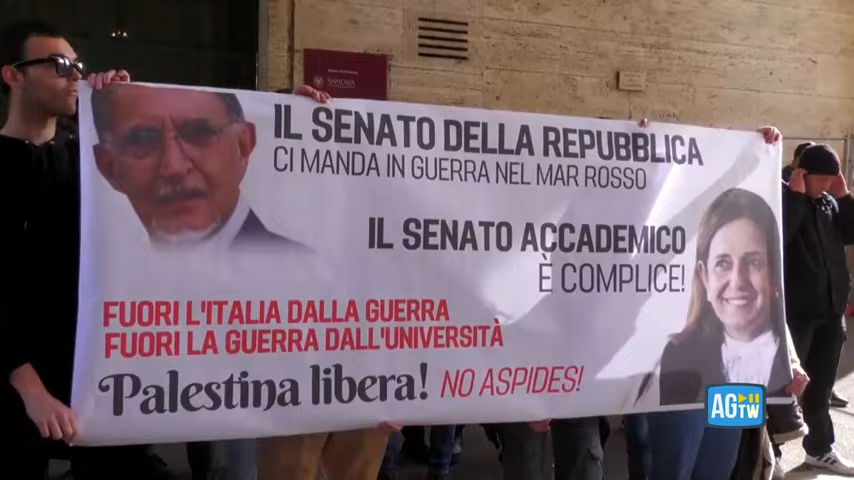 SAPIENZA
IL SENATO DELLA REPUBBLICA
CI MANDA IN GUERRA NEL MAR ROSSO
IL SENATO ACCADEMICO
È COMPLICE!
FUORI L'ITALIA DALLA GUERRA
FUORI LA GUERRA DALL'UNIVERSITÀ
Palestina libera! NO ASPIDES!
AGTW